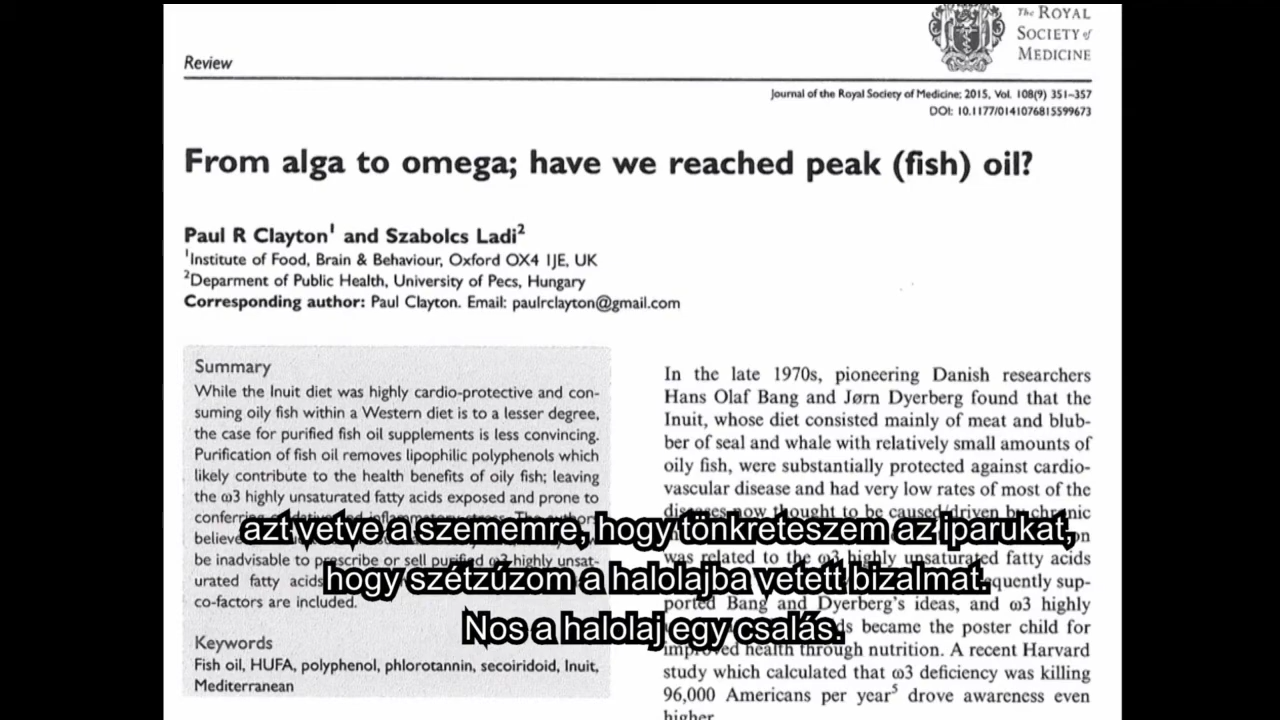 The ROYAL
SOCIETY of
MEDICINE
Review
Journal of the Royal Society of Medicine; 2015, Vol. 108(9) 351–357
DOI: 10.1177/0141076815599673
From alga to omega; have we reached peak (fish) oil?
Paul R Clayton1 and Szabolcs Ladi2
1Institute of Food, Brain & Behaviour, Oxford OX4 1JE, UK
2Deparment of Public Health, University of Pecs, Hungary
Corresponding author: Paul Clayton. Email: paulrclayton@gmail.com
Summary
While the Inuit diet was highly cardio-protective and con-
suming oily fish within a Western diet is to a lesser degree,
the case for purified fish oil supplements is less convincing.
Purification of fish oil removes lipophilic polyphenols which
likely contribute to the health benefits of oily fish; leaving
the ω3 highly unsaturated fatty acids exposed and prone to
believe
be inadvisable to prescribe or sell purified ω3 highly unsat-
urated fatty acids
co-factors are included.
Keywords
Fish oil, HUFA, polyphenol, phlorotannin, secoiridoid, Inuit,
Mediterranean
In the late 1970s, pioneering Danish researchers
Hans Olaf Bang and Jørn Dyerberg found that the
Inuit, whose diet consisted mainly of meat and blub-
ber of seal and whale with relatively small amounts of
oily fish, were substantially protected against cardio-
vascular disease and had very low rates of most of the
diseases now thought to be caused/driven by chronic
was related to the ω3 highly unsaturated fatty acids
ported Bang and Dyerberg's ideas, and ω3 highly
became the poster child for
improved health through nutrition. A recent Harvard
study which calculated that ω3 deficiency was killing
96,000 Americans per year5 drove awareness even
higher
azt vetve a szememre, hogy tönkreteszem az iparukat,
hogy szétzúzom a halolajba vetett bizalmat.
Nos a halolaj egy csalás.